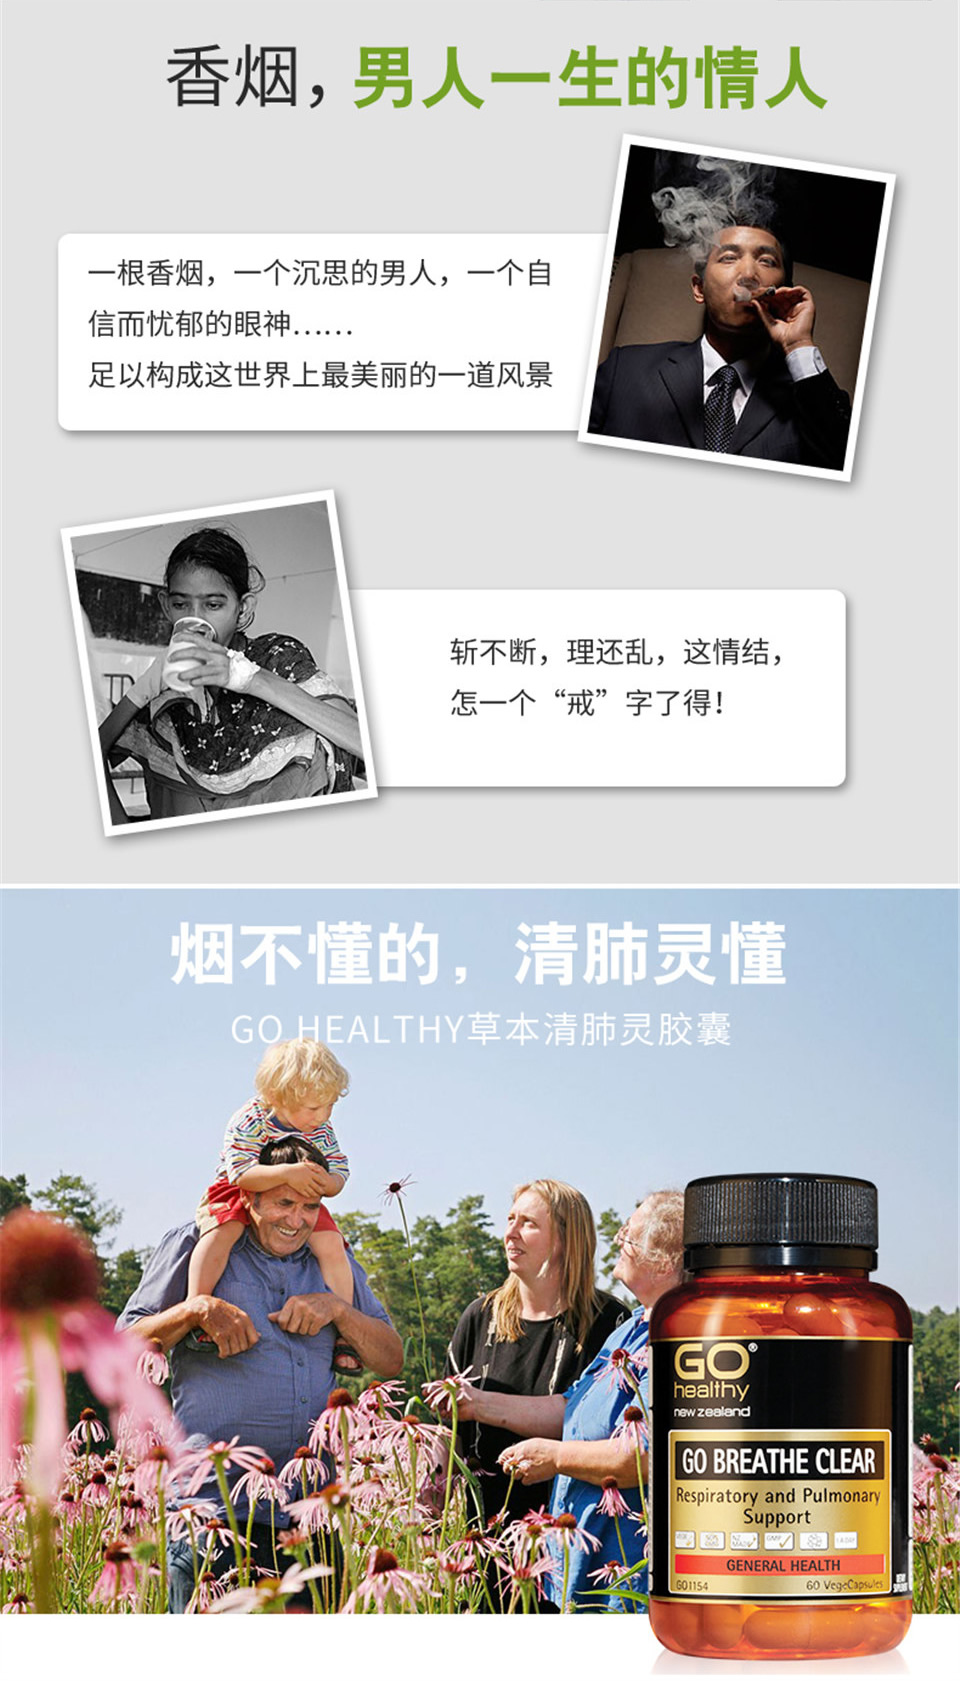 香烟，男人一生的情人
一根香烟，一个沉思的男人，一个自
信而忧郁的眼神……
足以构成这世界上最美丽的一道风景
斩不断，理还乱，这情结，
怎一个“戒”字了得！
烟不懂的，清肺灵懂
GO HEALTHY草本清肺灵胶囊
GO®
healthy
new zealand
GO BREATHE CLEAR
Respiratory and Pulmonary
Support
GENERAL HEALTH
GO1154 60 VegeCapsules